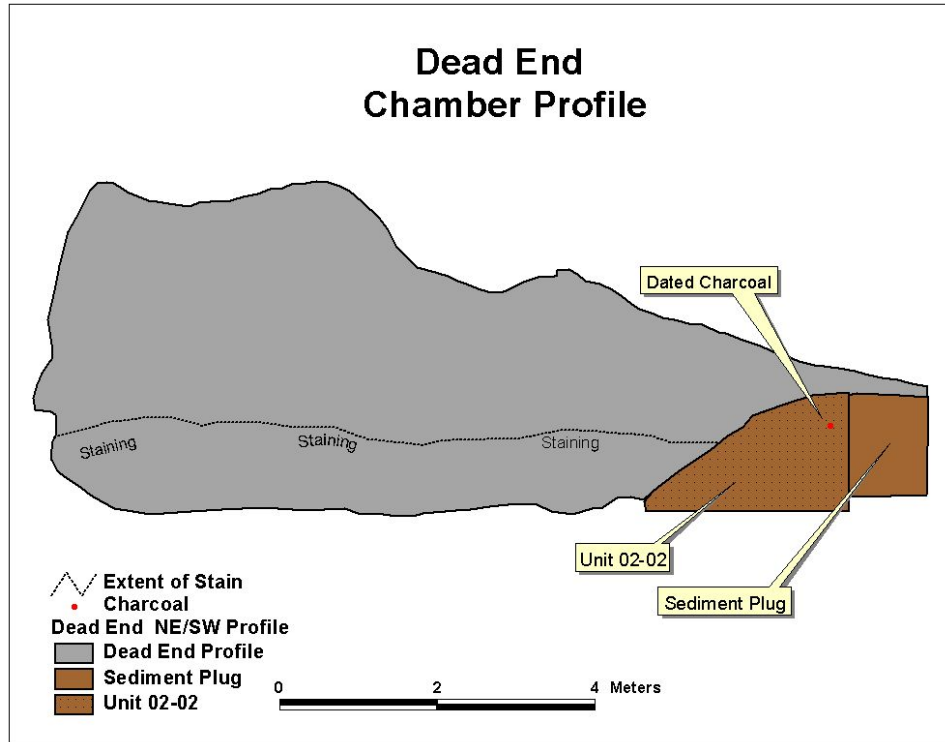 Dead End
Chamber Profile
Dated Charcoal
Staining
Staining
Staining
Unit 02-02
Sediment Plug
Extent of Stain
Charcoal
Dead End NE/SW Profile
Dead End Profile
Sediment Plug
Unit 02-02
0 2 4 Meters